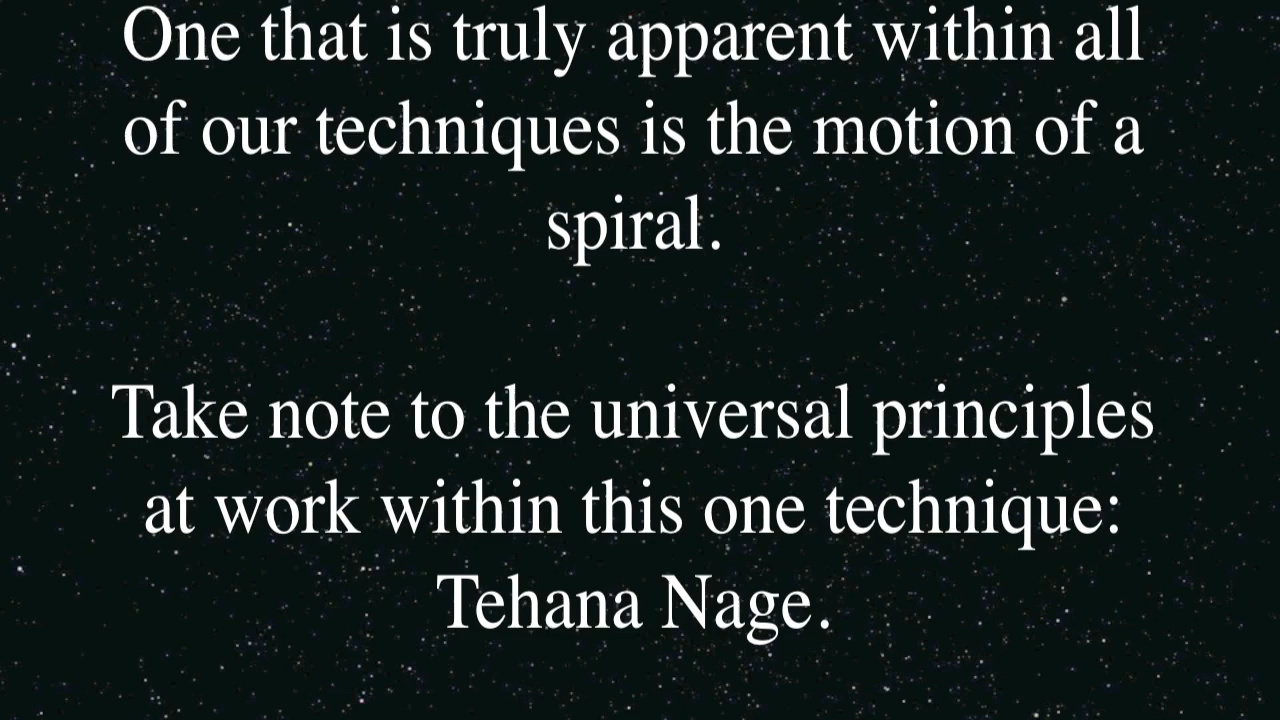 One that is truly apparent within all
of our techniques is the motion of a
spiral.
Take note to the universal principles
at work within this one technique:
Tehana Nage.